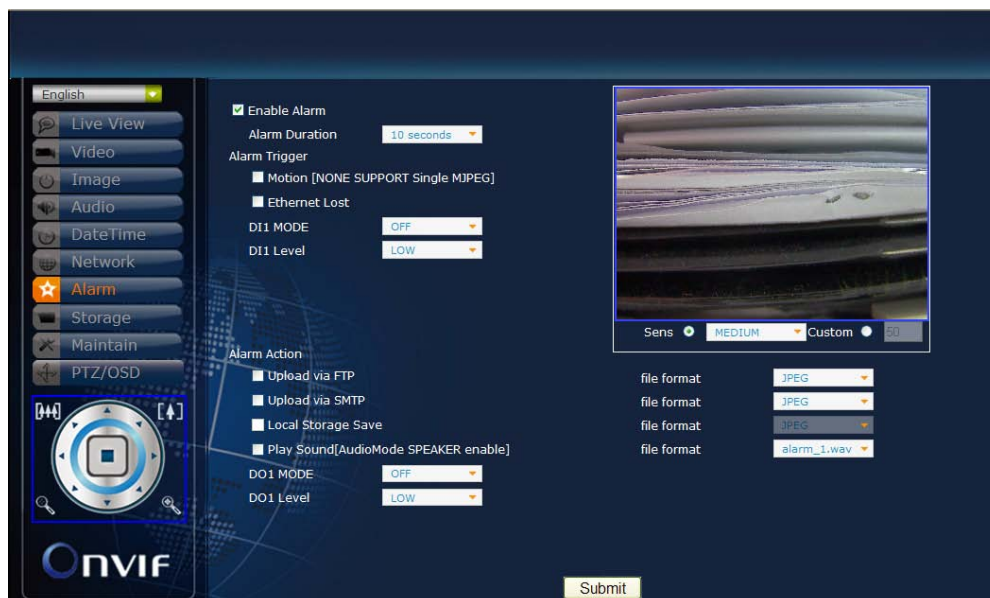 English
Live View
Video
Image
Audio
DateTime
Network
Alarm
Storage
Maintain
PTZ/OSD
Onvif
Enable Alarm
Alarm Duration 10 seconds
Alarm Trigger
Motion [NONE SUPPORT Single MJPEG]
Ethernet Lost
DI1 MODE OFF
DI1 Level LOW
Sens MEDIUM Custom 50
Alarm Action
Upload via FTP file format JPEG
Upload via SMTP file format JPEG
Local Storage Save file format JPEG
Play Sound[AudioMode SPEAKER enable] file format alarm_1.wav
DO1 MODE OFF
DO1 Level LOW
Submit